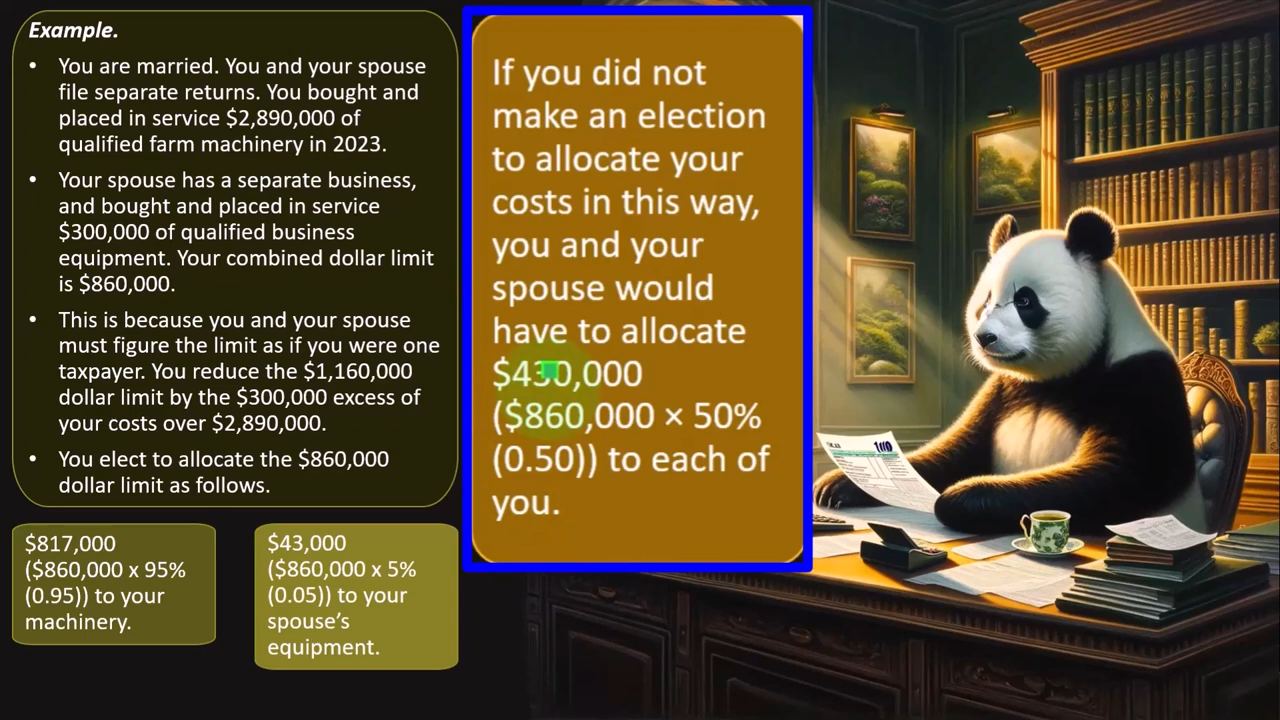 Example.
• You are married. You and your spouse
file separate returns. You bought and
placed in service $2,890,000 of
qualified farm machinery in 2023.
• Your spouse has a separate business,
and bought and placed in service
$300,000 of qualified business
equipment. Your combined dollar limit
is $860,000.
• This is because you and your spouse
must figure the limit as if you were one
taxpayer. You reduce the $1,160,000
dollar limit by the $300,000 excess of
your costs over $2,890,000.
• You elect to allocate the $860,000
dollar limit as follows.
$817,000
($860,000 x 95%
(0.95)) to your
machinery.
$43,000
($860,000 x 5%
(0.05)) to your
spouse’s
equipment.
If you did not
make an election
to allocate your
costs in this way,
you and your
spouse would
have to allocate
$430,000
($860,000 × 50%
(0.50)) to each of
you.